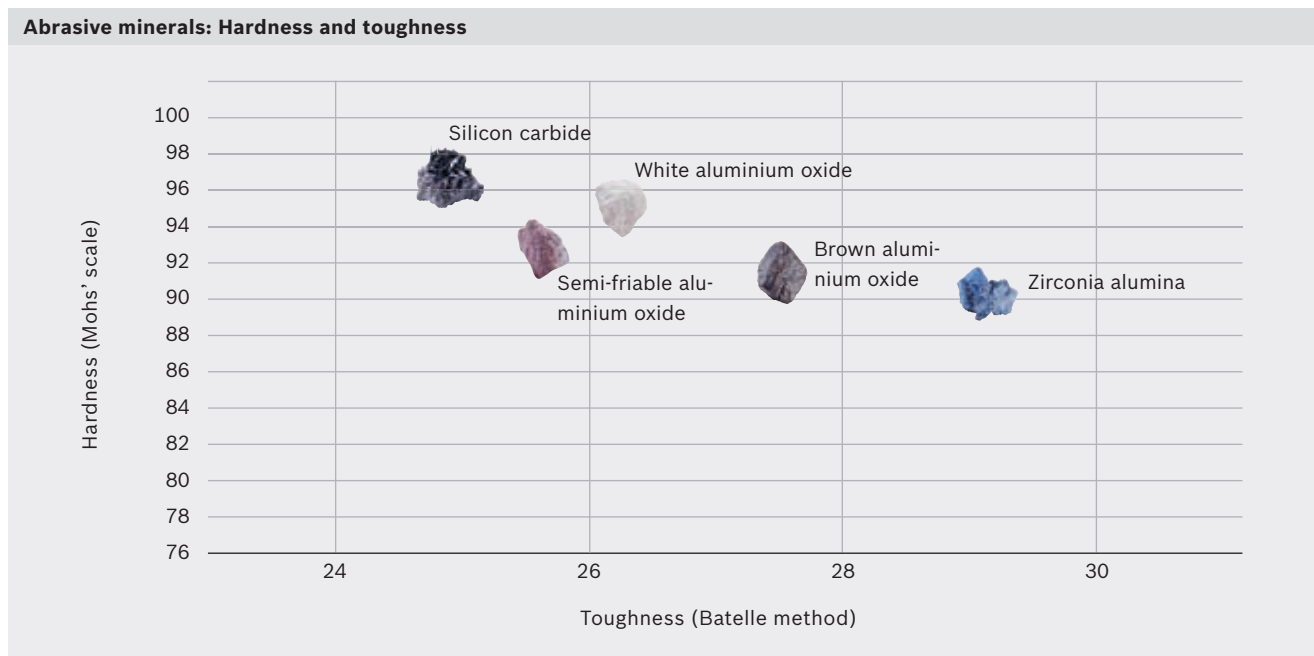 Abrasive minerals: Hardness and toughness
Hardness (Mohs' scale)
100
98
96
94
92
90
88
86
84
82
80
78
76
Silicon carbide
White aluminium oxide
Semi-friable alu-
minium oxide
Brown alumi-
nium oxide
Zirconia alumina
24 26 28 30
Toughness (Batelle method)